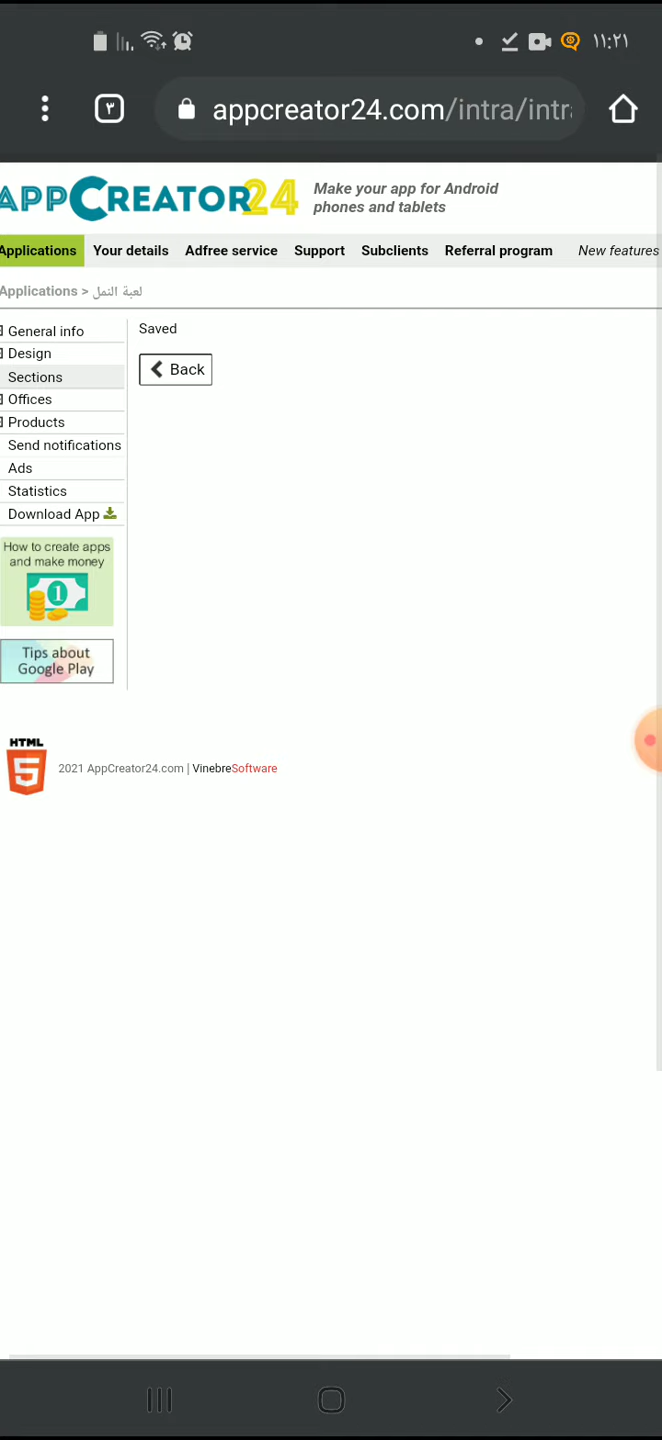 ١١:٢١
٣
appcreator24.com/intra/intr
APPCREATOR24
Make your app for Android
phones and tablets
Applications Your details Adfree service Support Subclients Referral program New features
Applications > لعبة النمل
General info
Design
Sections
Offices
Products
Send notifications
Ads
Statistics
Download App
Saved
Back
How to create apps
and make money
1
Tips about
Google Play
HTML
5
2021 AppCreator24.com | VinebreSoftware